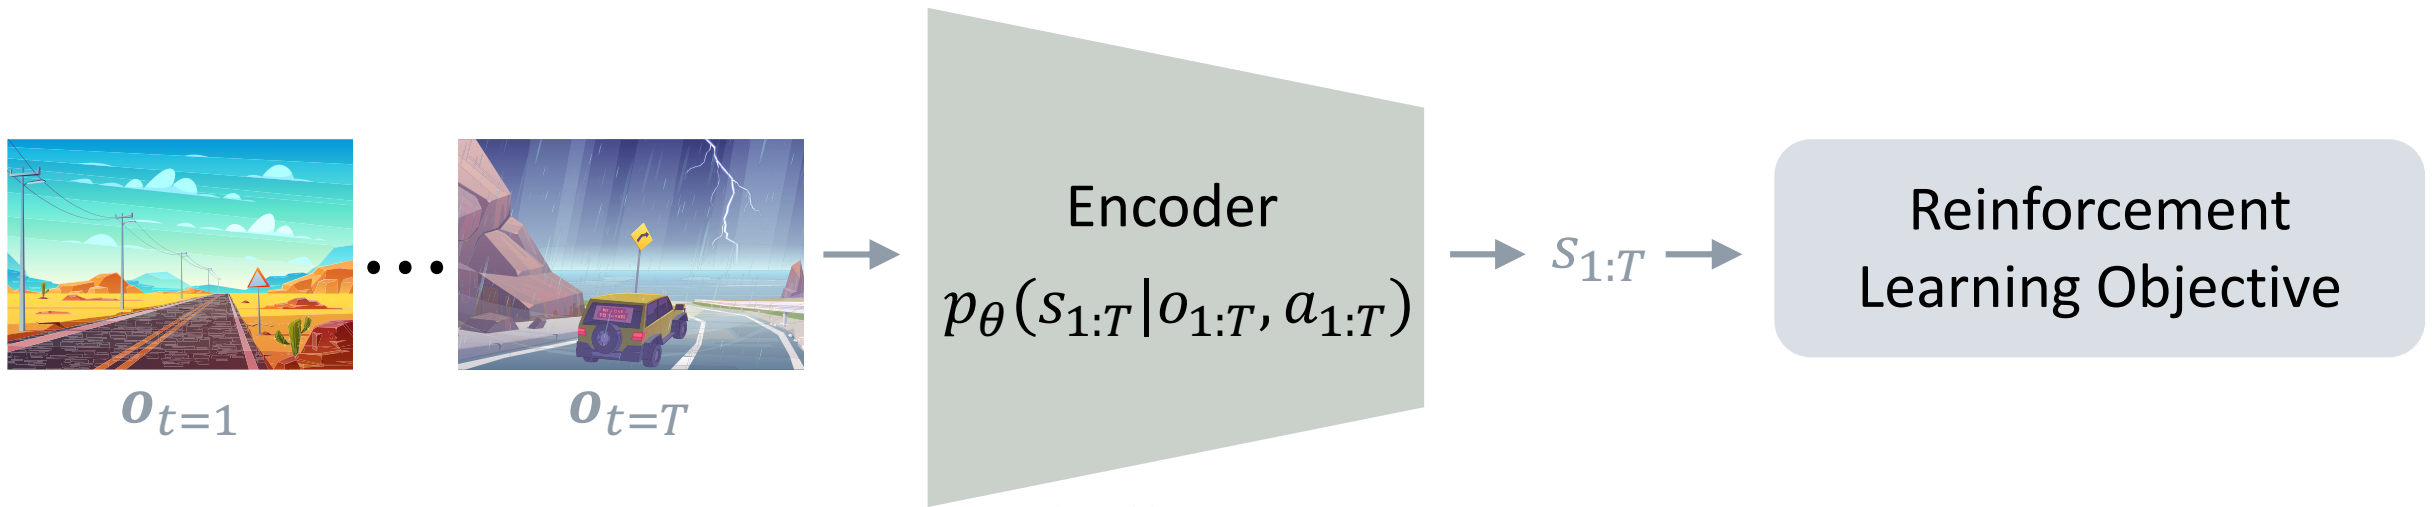 o_{t=1}
o_{t=T}
Encoder
p_θ(s_{1:T}|o_{1:T}, a_{1:T})
s_{1:T}
Reinforcement
Learning Objective